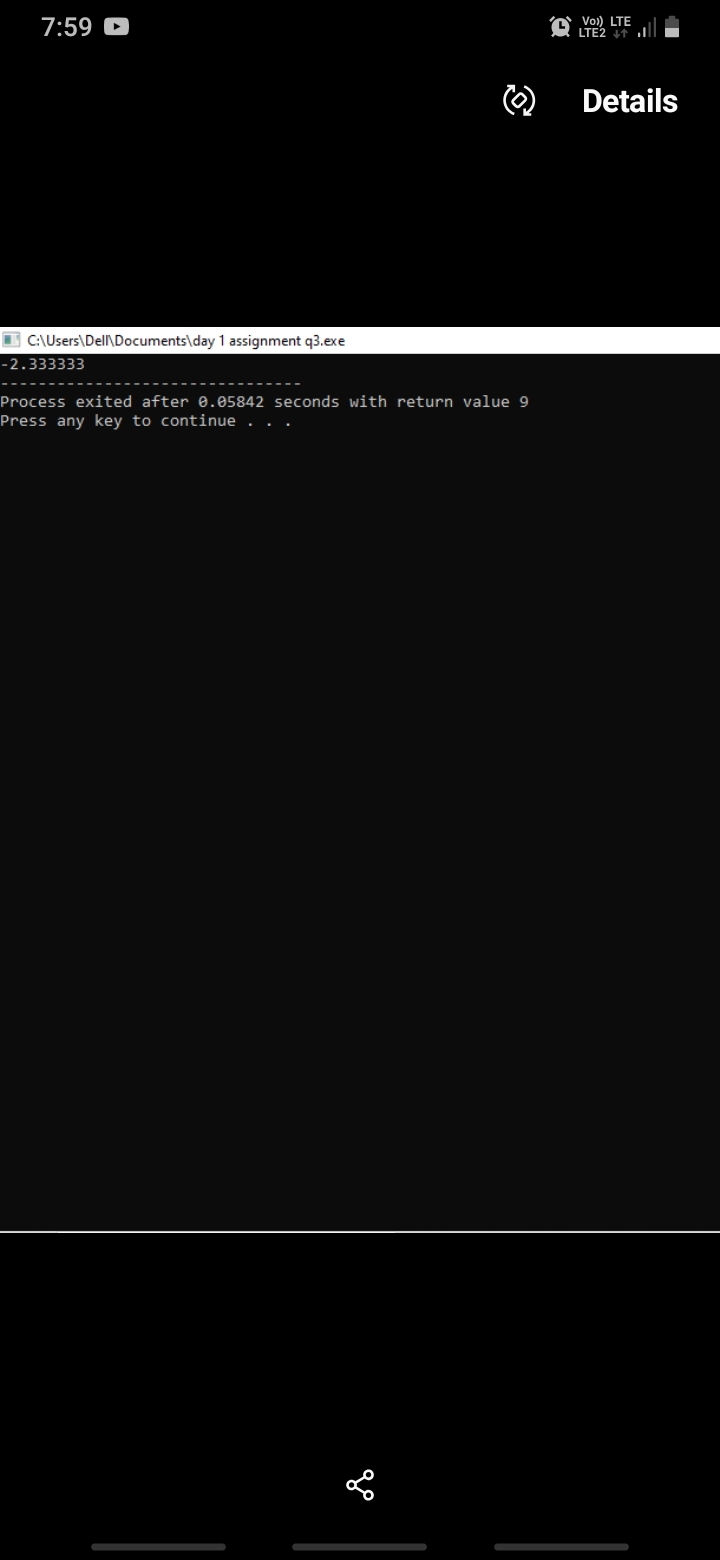 7:59
Vo)) LTE
LTE2
Details
C:\Users\Dell\Documents\day 1 assignment q3.exe
-2.333333
--------------------------------
Process exited after 0.05842 seconds with return value 9
Press any key to continue . . .